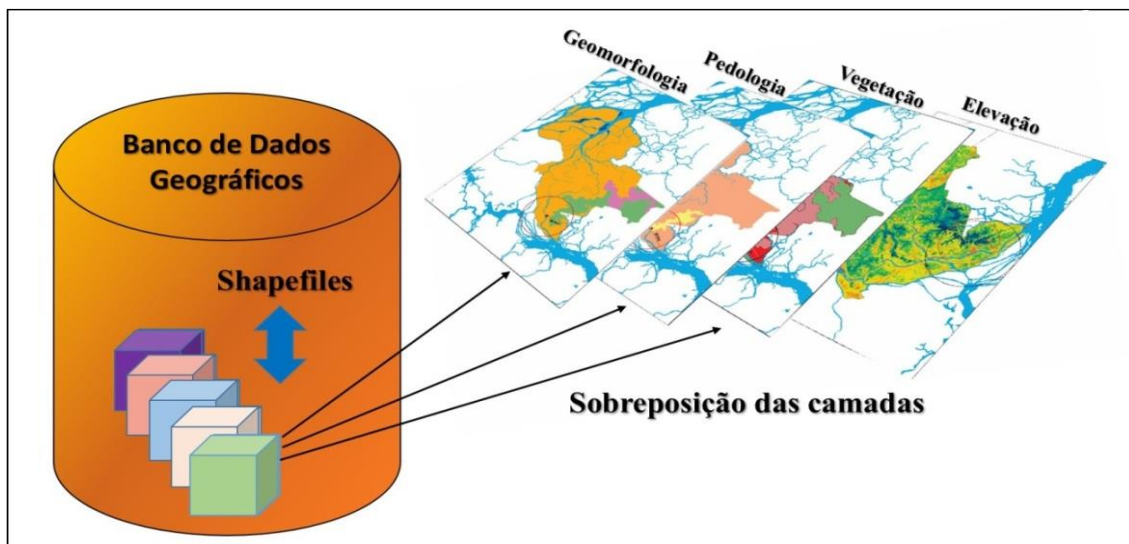 Banco de Dados
Geográficos
Shapefiles
Geomorfologia
Pedologia
Vegetação
Elevação
Sobreposição das camadas